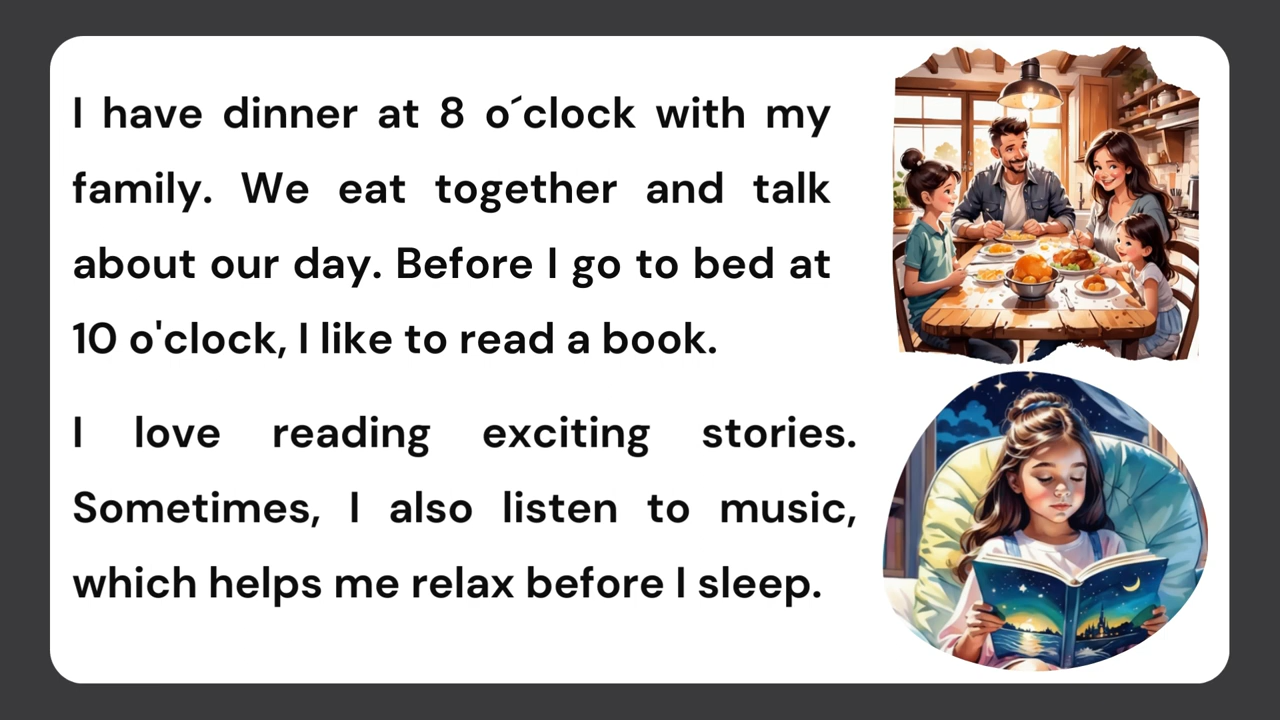 I have dinner at 8 o´clock with my
family. We eat together and talk
about our day. Before I go to bed at
10 o'clock, I like to read a book.
I love reading exciting stories.
Sometimes, I also listen to music,
which helps me relax before I sleep.